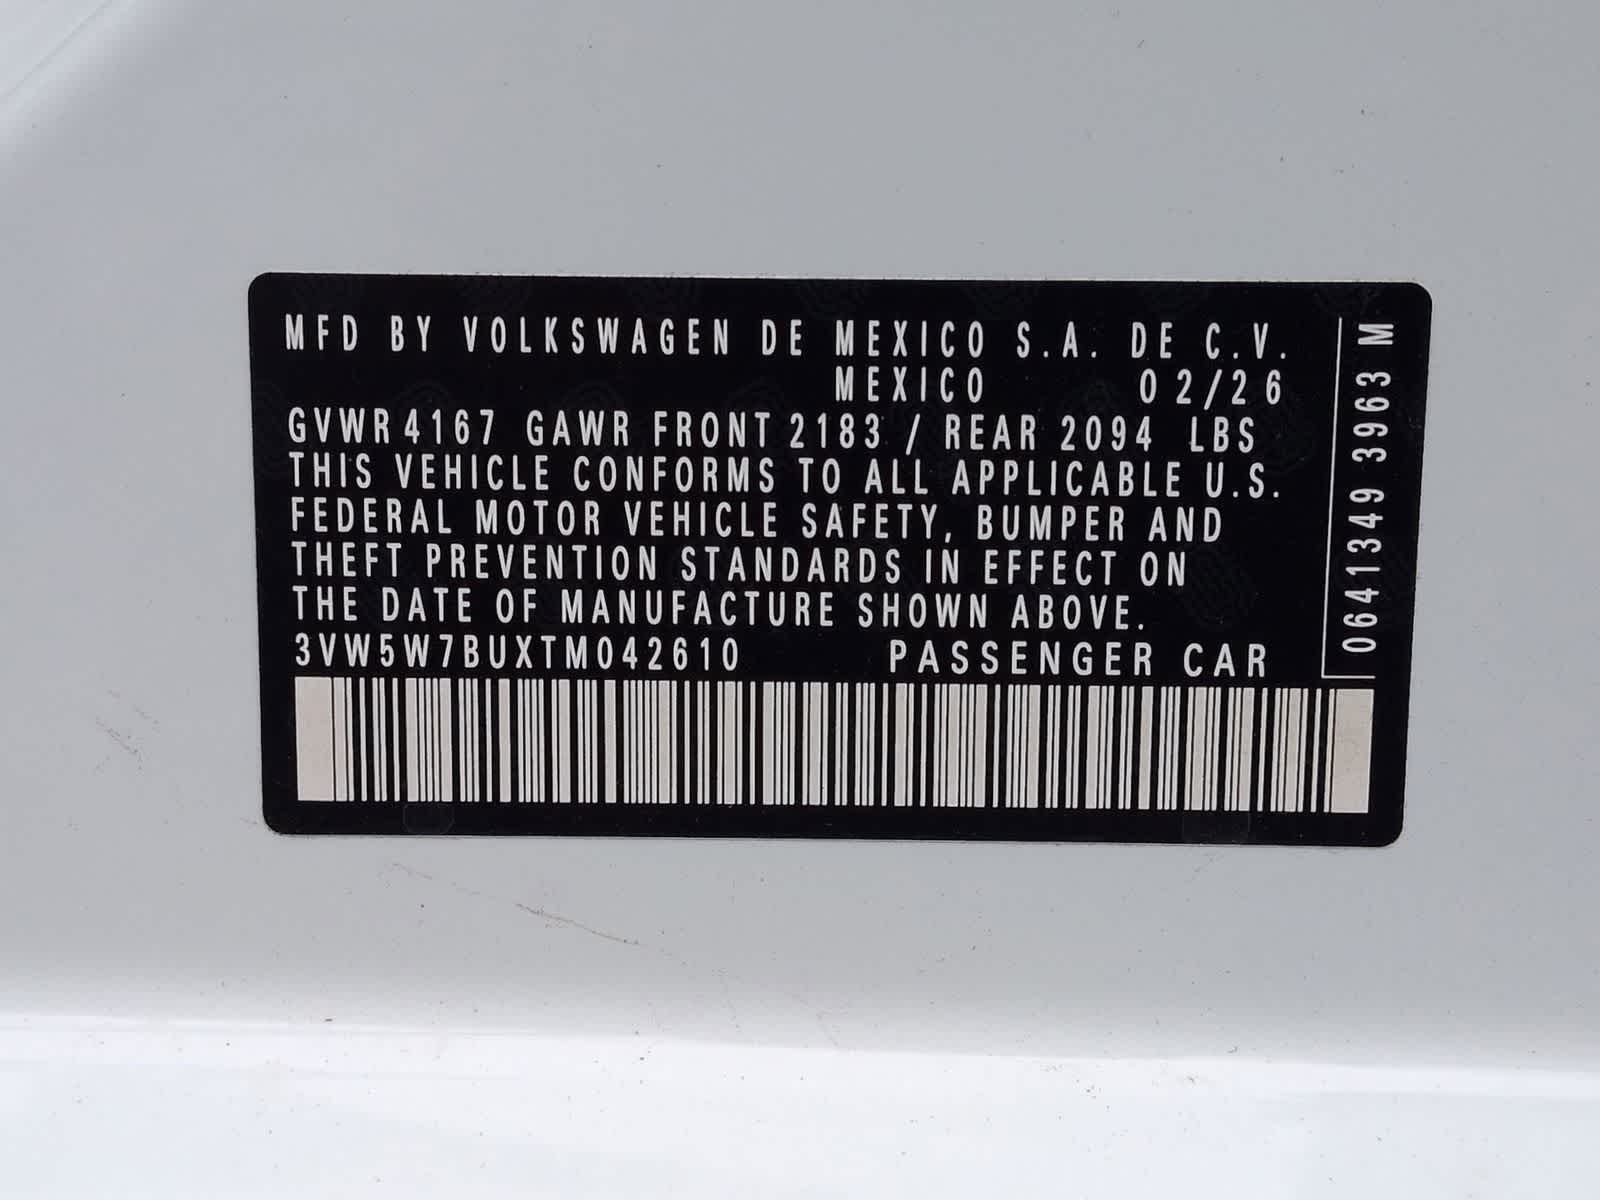 MFD BY VOLKSWAGEN DE MEXICO S.A. DE C.V.
MEXICO 02/26
GVWR 4167 GAWR FRONT 2183 / REAR 2094 LBS
THIS VEHICLE CONFORMS TO ALL APPLICABLE U.S.
FEDERAL MOTOR VEHICLE SAFETY, BUMPER AND
THEFT PREVENTION STANDARDS IN EFFECT ON
THE DATE OF MANUFACTURE SHOWN ABOVE.
3VW5W7BUXTM042610 PASSENGER CAR
0641349 3963 M